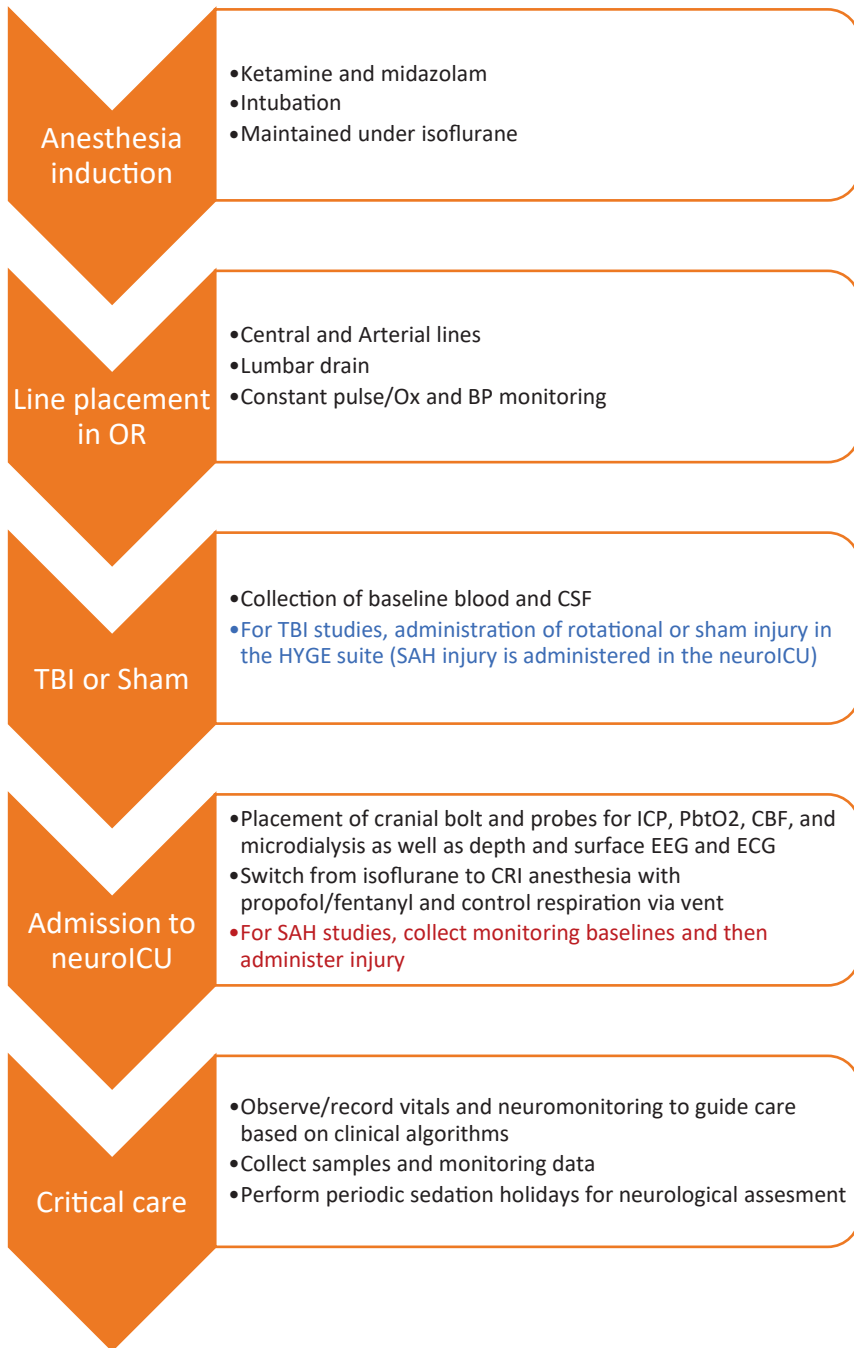 Anesthesia
induction
•Ketamine and midazolam
•Intubation
•Maintained under isoflurane
Line placement
in OR
•Central and Arterial lines
•Lumbar drain
•Constant pulse/Ox and BP monitoring
TBI or Sham
•Collection of baseline blood and CSF
•For TBI studies, administration of rotational or sham injury in
the HYGE suite (SAH injury is administered in the neuroICU)
Admission to
neuroICU
•Placement of cranial bolt and probes for ICP, PbtO2, CBF, and
microdialysis as well as depth and surface EEG and ECG
•Switch from isoflurane to CRI anesthesia with
propofol/fentanyl and control respiration via vent
•For SAH studies, collect monitoring baselines and then
administer injury
Critical care
•Observe/record vitals and neuromonitoring to guide care
based on clinical algorithms
•Collect samples and monitoring data
•Perform periodic sedation holidays for neurological assesment